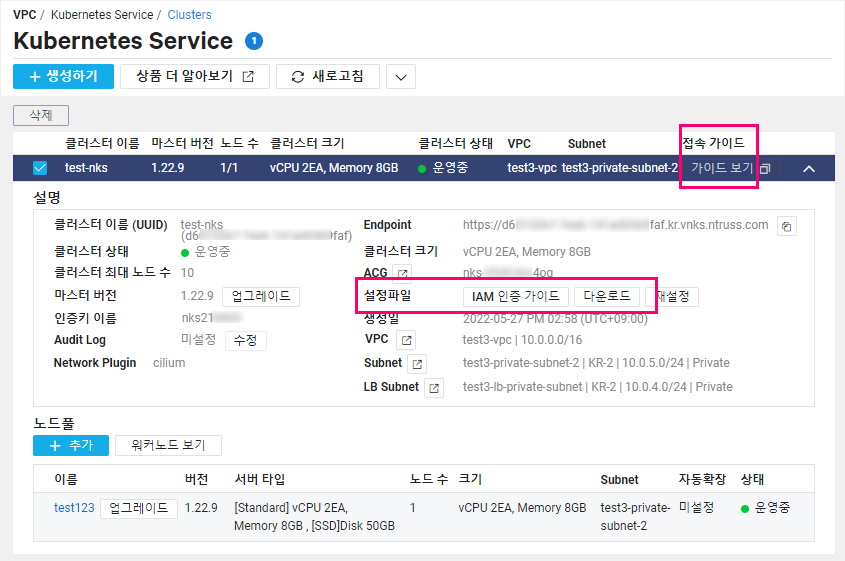 VPC / Kubernetes Service / Clusters
Kubernetes Service 1
+ 생성하기 상품 더 알아보기 새로고침
삭제
클러스터 이름 마스터 버전 노드 수 클러스터 크기 클러스터 상태 VPC Subnet 접속 가이드
test-nks 1.22.9 1/1 vCPU 2EA, Memory 8GB 운영중 test3-vpc test3-private-subnet-2 가이드 보기
설명
클러스터 이름 (UUID) test-nks
(d6 faf)
Endpoint https://d6 faf.kr.vnks.ntruss.com
클러스터 상태 운영중
클러스터 크기 vCPU 2EA, Memory 8GB
클러스터 최대 노드 수 10
ACG nks- 4og
마스터 버전 1.22.9 업그레이드
설정파일 IAM 인증 가이드 다운로드 재설정
인증키 이름 nks21
생성일 2022-05-27 PM 02:58 (UTC+09:00)
Audit Log 미설정 수정
VPC test3-vpc | 10.0.0.0/16
Network Plugin cilium
Subnet test3-private-subnet-2 | KR-2 | 10.0.5.0/24 | Private
LB Subnet test3-lb-private-subnet | KR-2 | 10.0.4.0/24 | Private
노드풀
+ 추가 워커노드 보기
이름 버전 서버 타입 노드 수 크기 Subnet 자동확장 상태
test123 업그레이드 1.22.9 [Standard] vCPU 2EA, 1 vCPU 2EA, Memory 8GB test3-private- 미설정 운영중
Memory 8GB , [SSD]Disk 50GB subnet-2